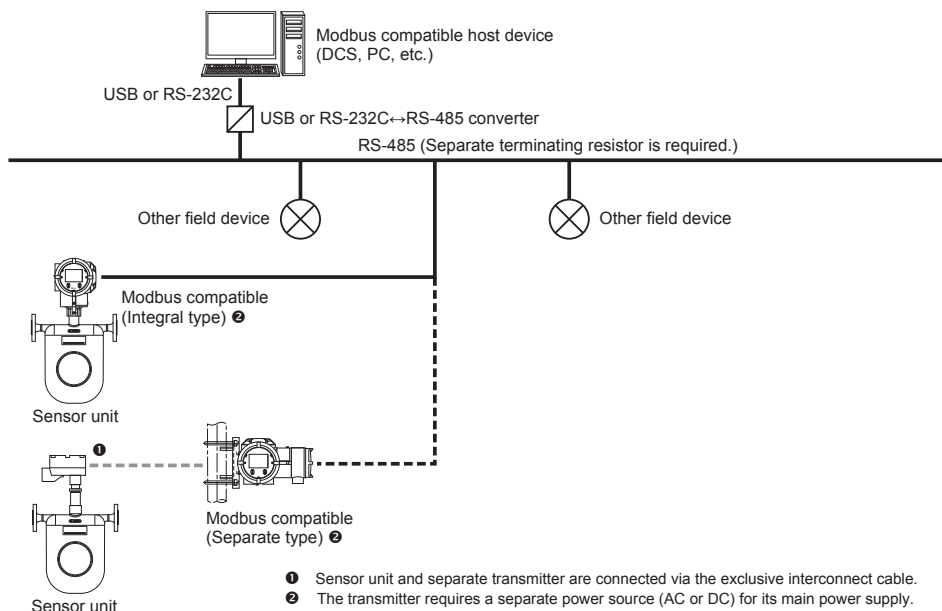 Modbus compatible host device
(DCS, PC, etc.)
USB or RS-232C
USB or RS-232C↔RS-485 converter
RS-485 (Separate terminating resistor is required.)
Other field device
Other field device
Modbus compatible
(Integral type) ❷
Sensor unit
❶
Modbus compatible
(Separate type) ❷
Sensor unit
❶ Sensor unit and separate transmitter are connected via the exclusive interconnect cable.
❷ The transmitter requires a separate power source (AC or DC) for its main power supply.